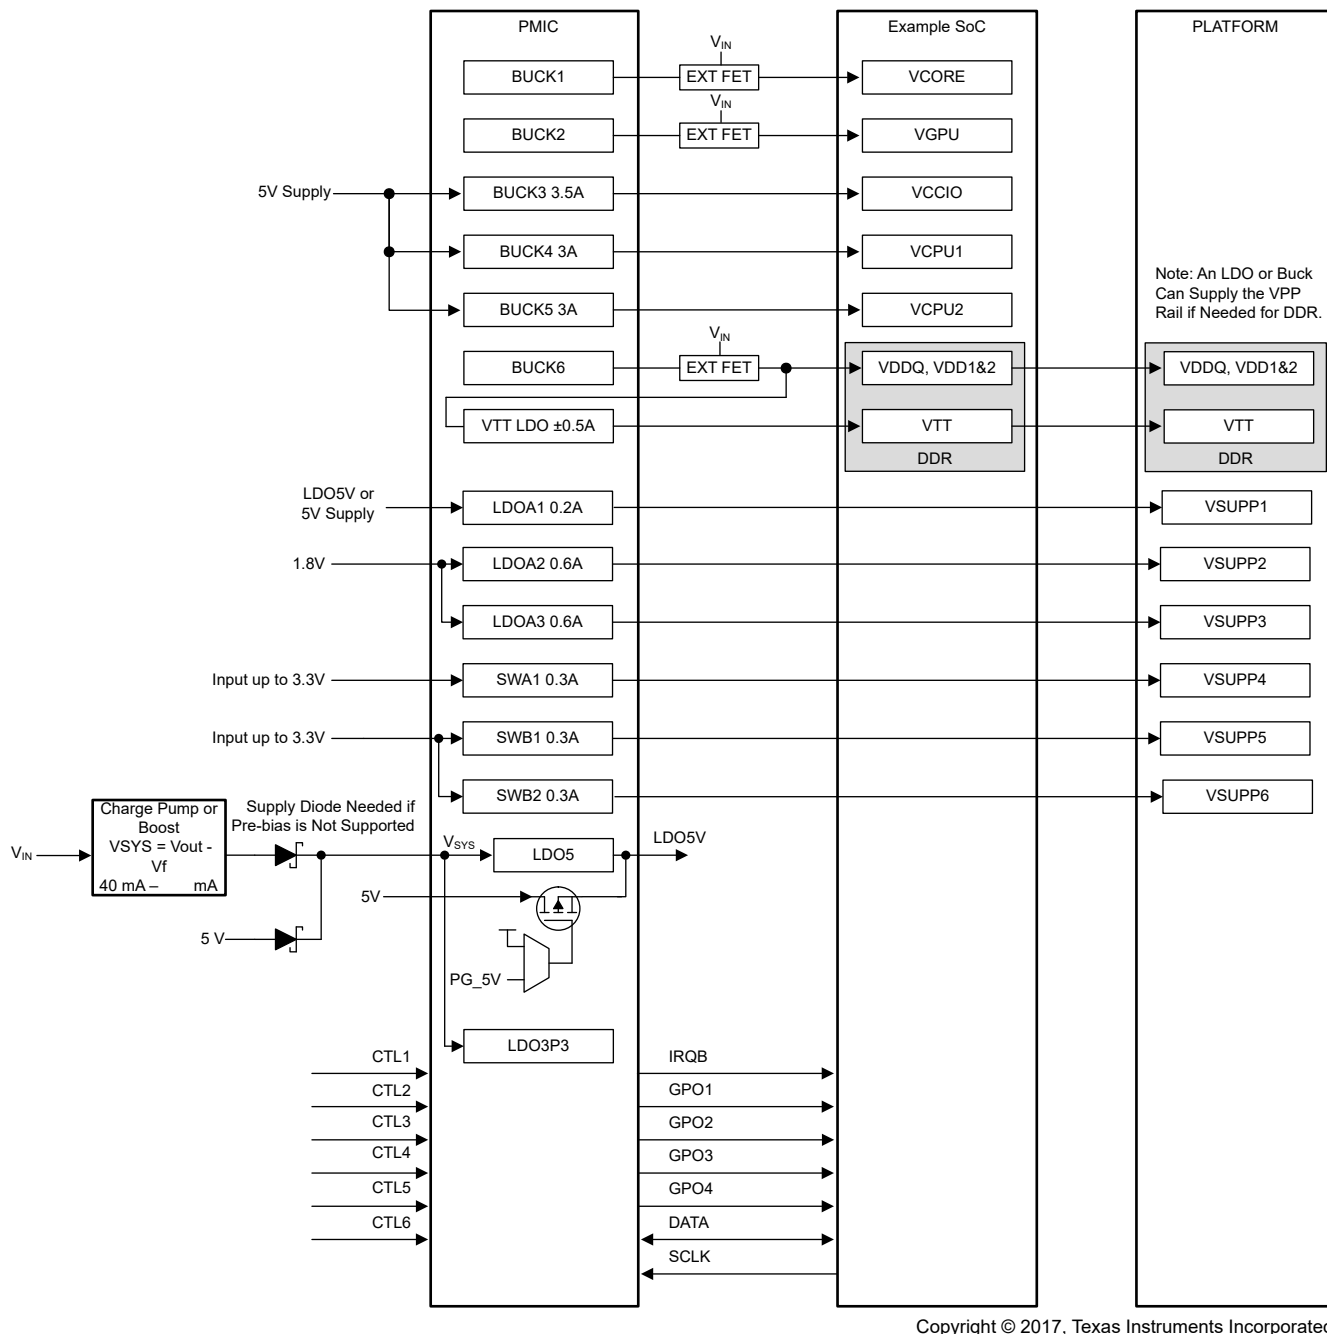 PMIC
Example SoC
PLATFORM
VIN
BUCK1
EXT FET
VCORE
VIN
BUCK2
EXT FET
VGPU
5V Supply
BUCK3 3.5A
VCCIO
BUCK4 3A
VCPU1
Note: An LDO or Buck
Can Supply the VPP
Rail if Needed for DDR.
BUCK5 3A
VCPU2
VIN
BUCK6
EXT FET
VDDQ, VDD1&2
VDDQ, VDD1&2
VTT LDO ±0.5A
VTT
VTT
DDR
DDR
LDO5V or
5V Supply
LDOA1 0.2A
VSUPP1
1.8V
LDOA2 0.6A
VSUPP2
LDOA3 0.6A
VSUPP3
Input up to 3.3V
SWA1 0.3A
VSUPP4
Input up to 3.3V
SWB1 0.3A
VSUPP5
SWB2 0.3A
VSUPP6
Charge Pump or
Boost
VSYS = Vout -
Vf
40 mA – mA
Supply Diode Needed if
Pre-bias is Not Supported
VIN
VSYS
LDO5
LDO5V
5V
5 V
PG_5V
LDO3P3
CTL1
IRQB
CTL2
GPO1
CTL3
GPO2
CTL4
GPO3
CTL5
GPO4
CTL6
DATA
SCLK
Copyright © 2017, Texas Instruments Incorporated